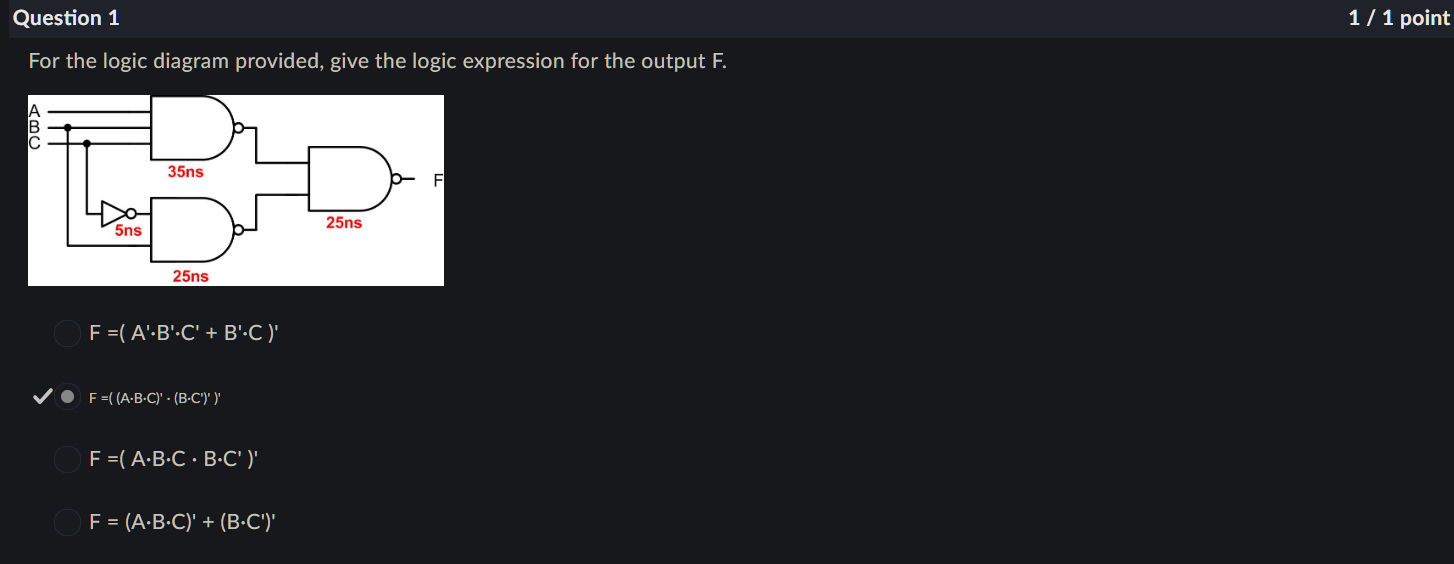 Question 1
1 / 1 point
For the logic diagram provided, give the logic expression for the output F.
A
B
C
35ns
F
25ns
5ns
25ns
F =( A'·B'·C' + B'·C )'
F =( (A·B·C)' · (B·C')' )'
F =( A·B·C · B·C' )'
F = (A·B·C)' + (B·C')'